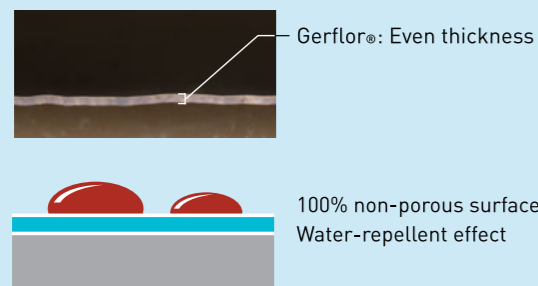 Gerflor®: Even thickness
100% non-porous surface
Water-repellent effect